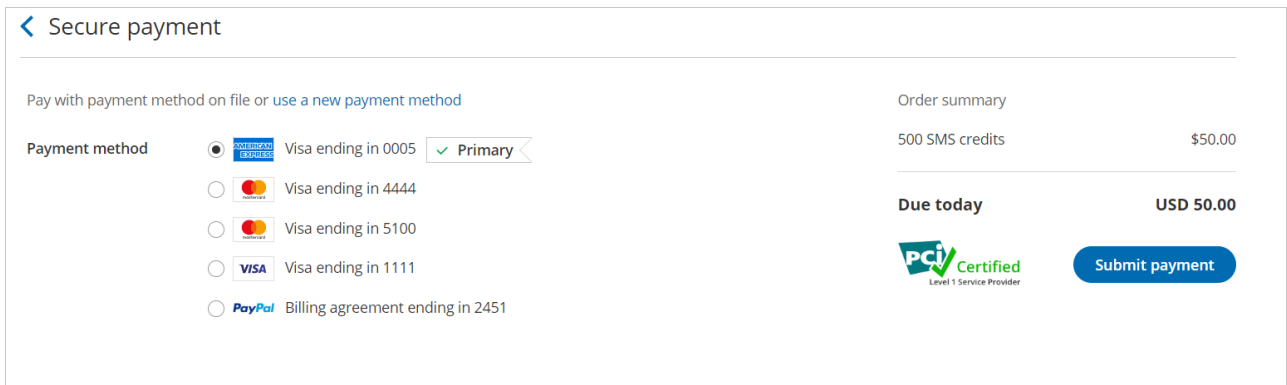 Secure payment
Pay with payment method on file or use a new payment method
Payment method
AMERICAN EXPRESS
Visa ending in 0005
Primary
mastercard
Visa ending in 4444
mastercard
Visa ending in 5100
VISA
Visa ending in 1111
PayPal
Billing agreement ending in 2451
Order summary
500 SMS credits $50.00
Due today USD 50.00
PCI Certified
Level 1 Service Provider
Submit payment